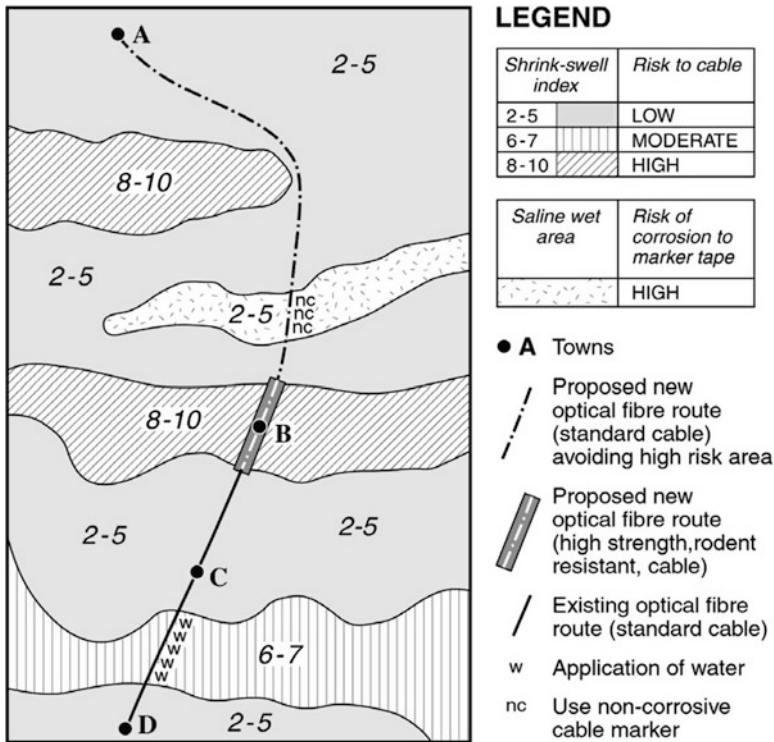 A
2-5
8-10
2-5
2-5
nc
nc
nc
8-10
B
2-5
2-5
C
w
w
w
w
w
6-7
D
2-5
LEGEND
Shrink-swell index
Risk to cable
2-5
LOW
6-7
MODERATE
8-10
HIGH
Saline wet area
Risk of corrosion to marker tape
HIGH
A Towns
Proposed new
optical fibre route
(standard cable)
avoiding high risk area
Proposed new
optical fibre route
(high strength,rodent
resistant, cable)
Existing optical fibre
route (standard cable)
w Application of water
nc Use non-corrosive
cable marker